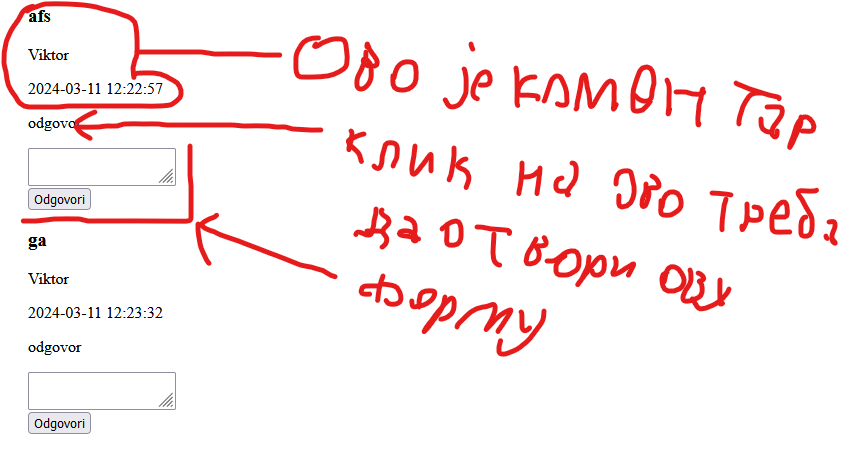 afs
Viktor
2024-03-11 12:22:57
odgovo
Odgovori
ga
Viktor
2024-03-11 12:23:32
odgovor
Odgovori
Ово је коментар
клик на ово треба
да отвори ову
форму